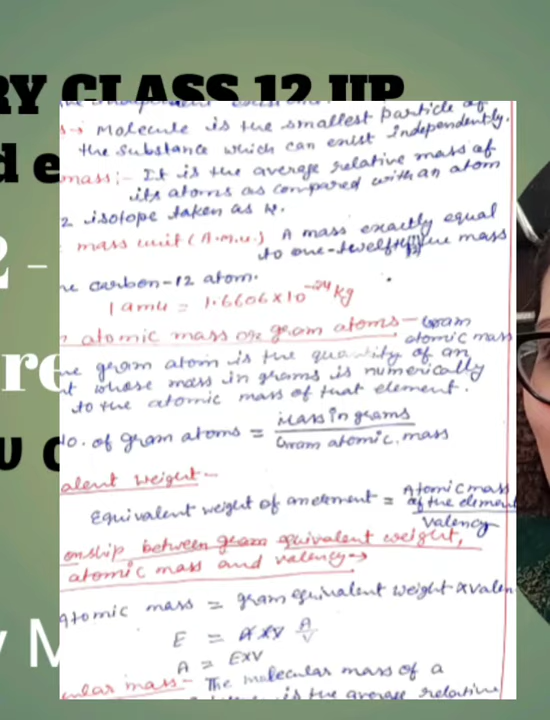 RY CLASS 12 UP
d e
2 -
re
U C
y M
Molecule is the smallest particle of
the substance which can exist independently.
mass:- It is the average relative mass of
its atoms as compared with an atom
2 isotope taken as 12.
mass unit (A.m.u.) A mass exactly equal
to one-twelfth the mass
carbon-12 atom.
1 amu = 1.6606 x 10⁻²⁴ kg
atomic mass or gram atoms - Gram
atomic mass
gram atom is the quantity of an
whose mass in grams is numerically
to the atomic mass of that element.
No. of gram atoms = Mass in grams
Gram atomic mass
alent weight -
Equivalent weight of an element = Atomic mass
of the element
Valency
onship between gram equivalent weight,
atomic mass and valency →
atomic mass = gram equivalent weight x valen
E = A
V
A = E x V
ular mass - The molecular mass of a
is the average relative